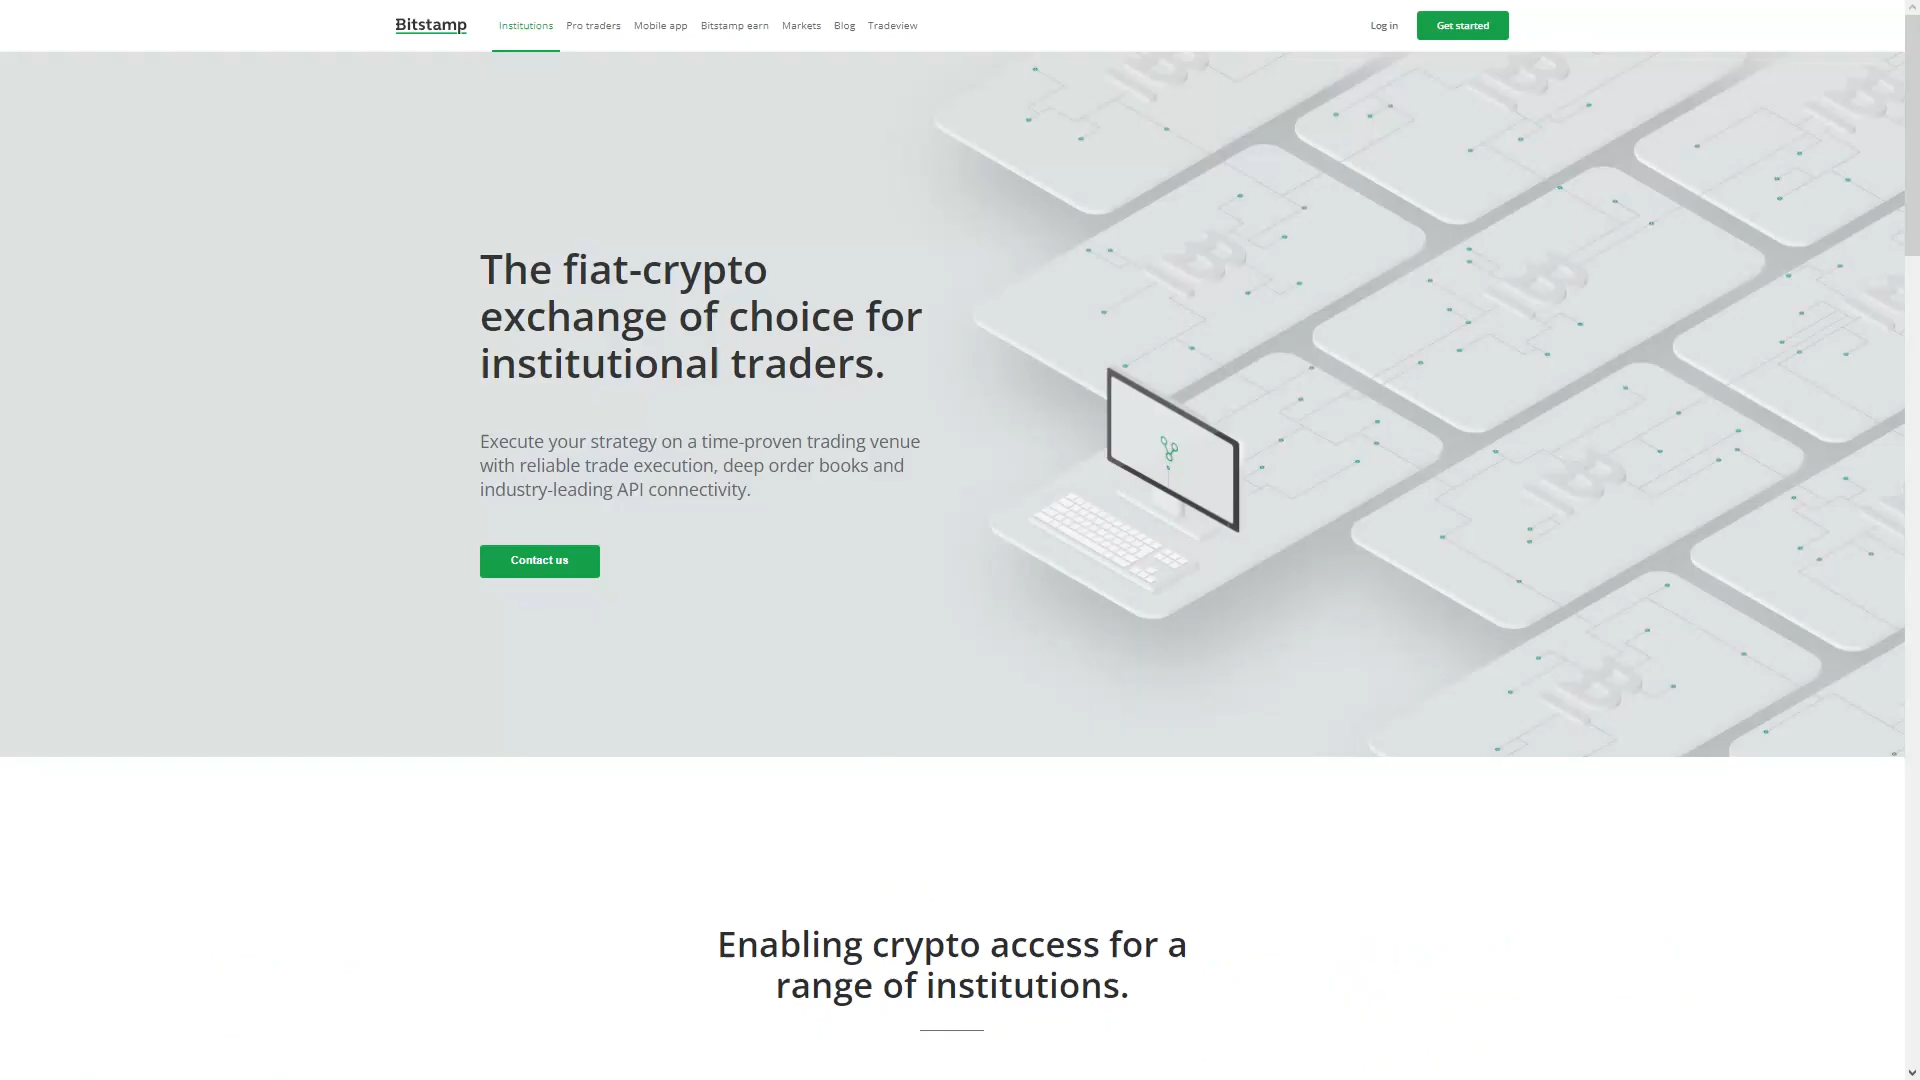 Bitstamp
Institutions
Pro traders
Mobile app
Bitstamp earn
Markets
Blog
Tradeview
Log in
Get started
The fiat-crypto
exchange of choice for
institutional traders.
Execute your strategy on a time-proven trading venue
with reliable trade execution, deep order books and
industry-leading API connectivity.
Contact us
Enabling crypto access for a
range of institutions.